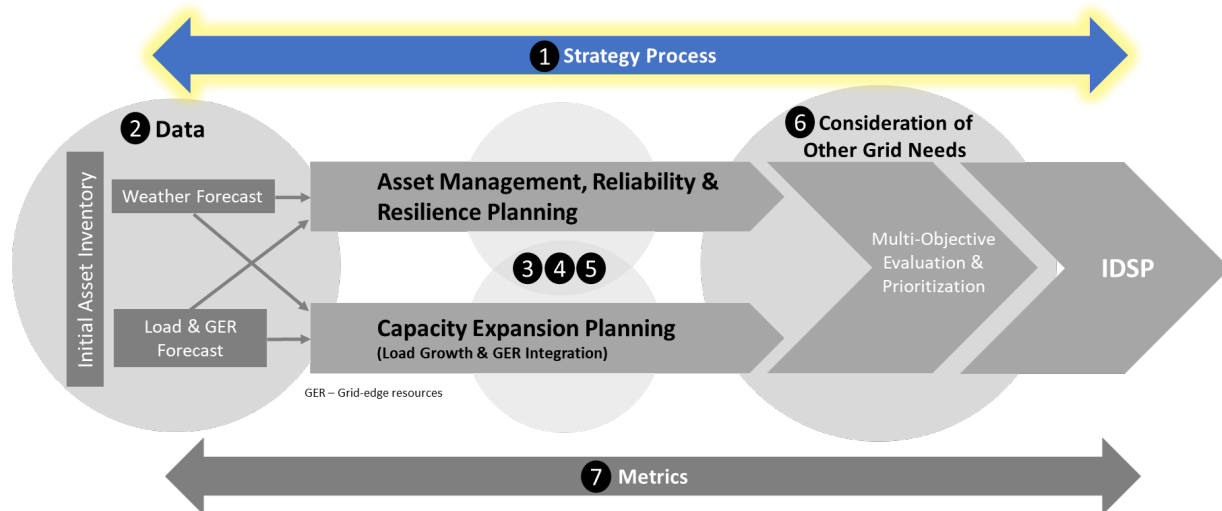 1 Strategy Process
2 Data
6 Consideration of
Other Grid Needs
Initial Asset Inventory
Weather Forecast
Load & GER
Forecast
Asset Management, Reliability &
Resilience Planning
3 4 5
Capacity Expansion Planning
(Load Growth & GER Integration)
GER – Grid-edge resources
Multi-Objective
Evaluation &
Prioritization
IDSP
7 Metrics